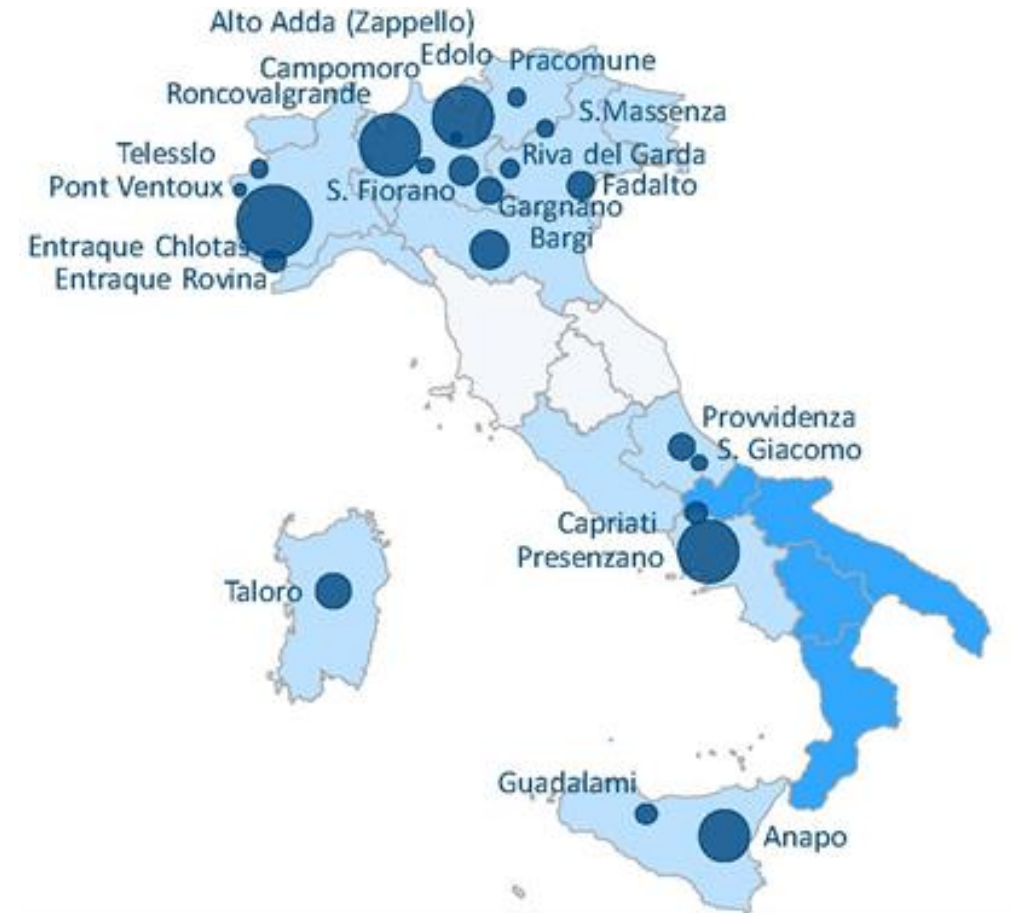 Alto Adda (Zappello)
Edolo
Pracomune
Campomoro
Roncovalgrande
S.Massenza
Telesslo
Riva del Garda
Pont Ventoux
S. Fiorano
Fadalto
Gargnano
Bargi
Entraque Chlotas
Entraque Rovina
Provvidenza
S. Giacomo
Capriati
Presenzano
Taloro
Guadalami
Anapo